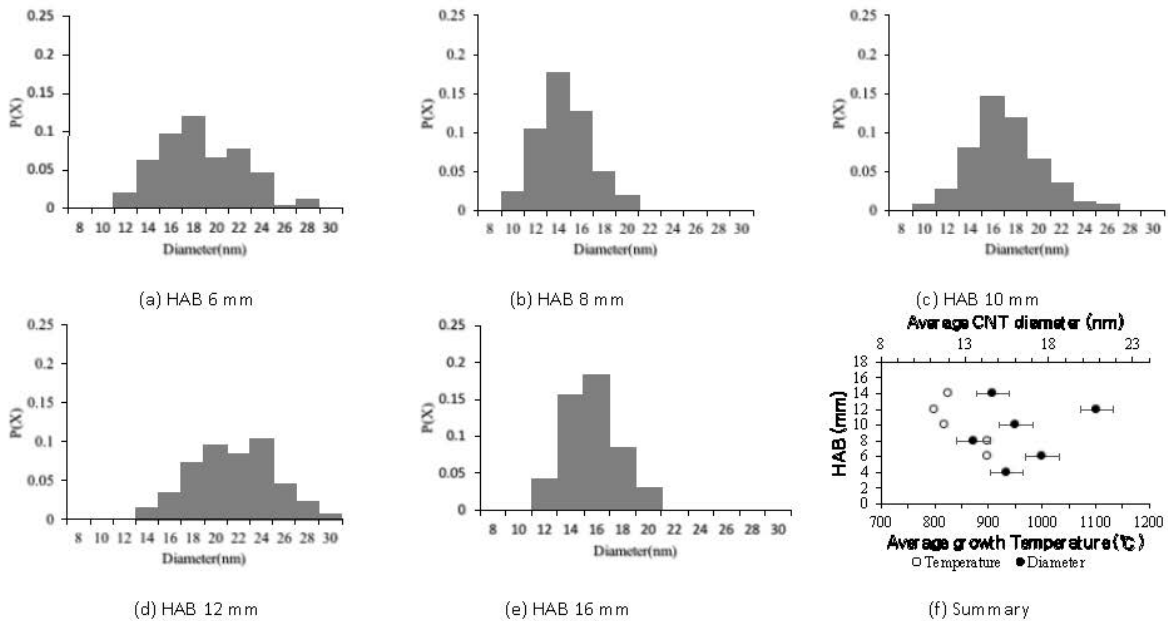 0.25
0.2
0.15
0.1
0.05
0
P(X)
8 10 12 14 16 18 20 22 24 26 28 30
Diameter(nm)
(a) HAB 6 mm
0.25
0.2
0.15
0.1
0.05
0
P(X)
8 10 12 14 16 18 20 22 24 26 28 30
Diameter(nm)
(b) HAB 8 mm
0.25
0.2
0.15
0.1
0.05
0
P(X)
8 10 12 14 16 18 20 22 24 26 28 30
Diameter(nm)
(c) HAB 10 mm
0.25
0.2
0.15
0.1
0.05
0
P(X)
8 10 12 14 16 18 20 22 24 26 28 30
Diameter(nm)
(d) HAB 12 mm
0.25
0.2
0.15
0.1
0.05
0
P(X)
8 10 12 14 16 18 20 22 24 26 28 30
Diameter(nm)
(e) HAB 16 mm
Average CNT diameter (nm)
8 13 18 23
18
16
14
12
10
8
6
4
2
0
HAB (mm)
700 800 900 1000 1100 1200
Average growth Temperature (℃)
Temperature Diameter
(f) Summary